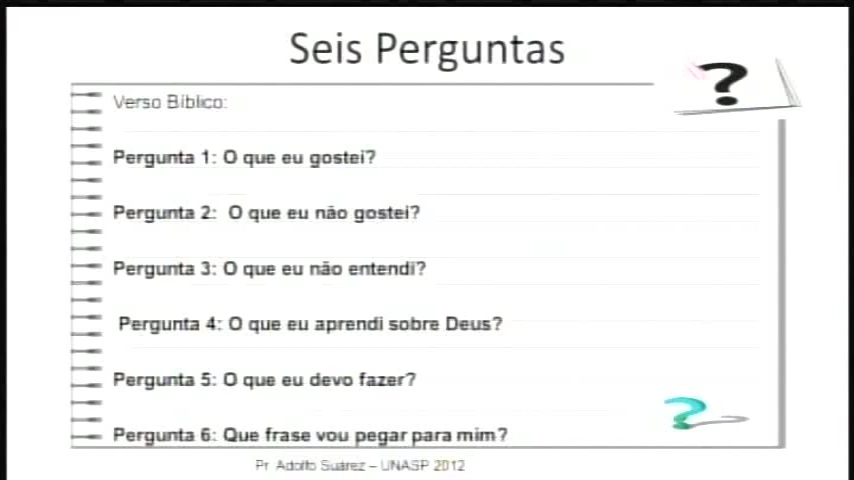 Seis Perguntas
?
Verso Bíblico:
Pergunta 1: O que eu gostei?
Pergunta 2: O que eu não gostei?
Pergunta 3: O que eu não entendi?
Pergunta 4: O que eu aprendi sobre Deus?
Pergunta 5: O que eu devo fazer?
?
Pergunta 6: Que frase vou pegar para mim?
Pr. Adolfo Suárez – UNASP 2012